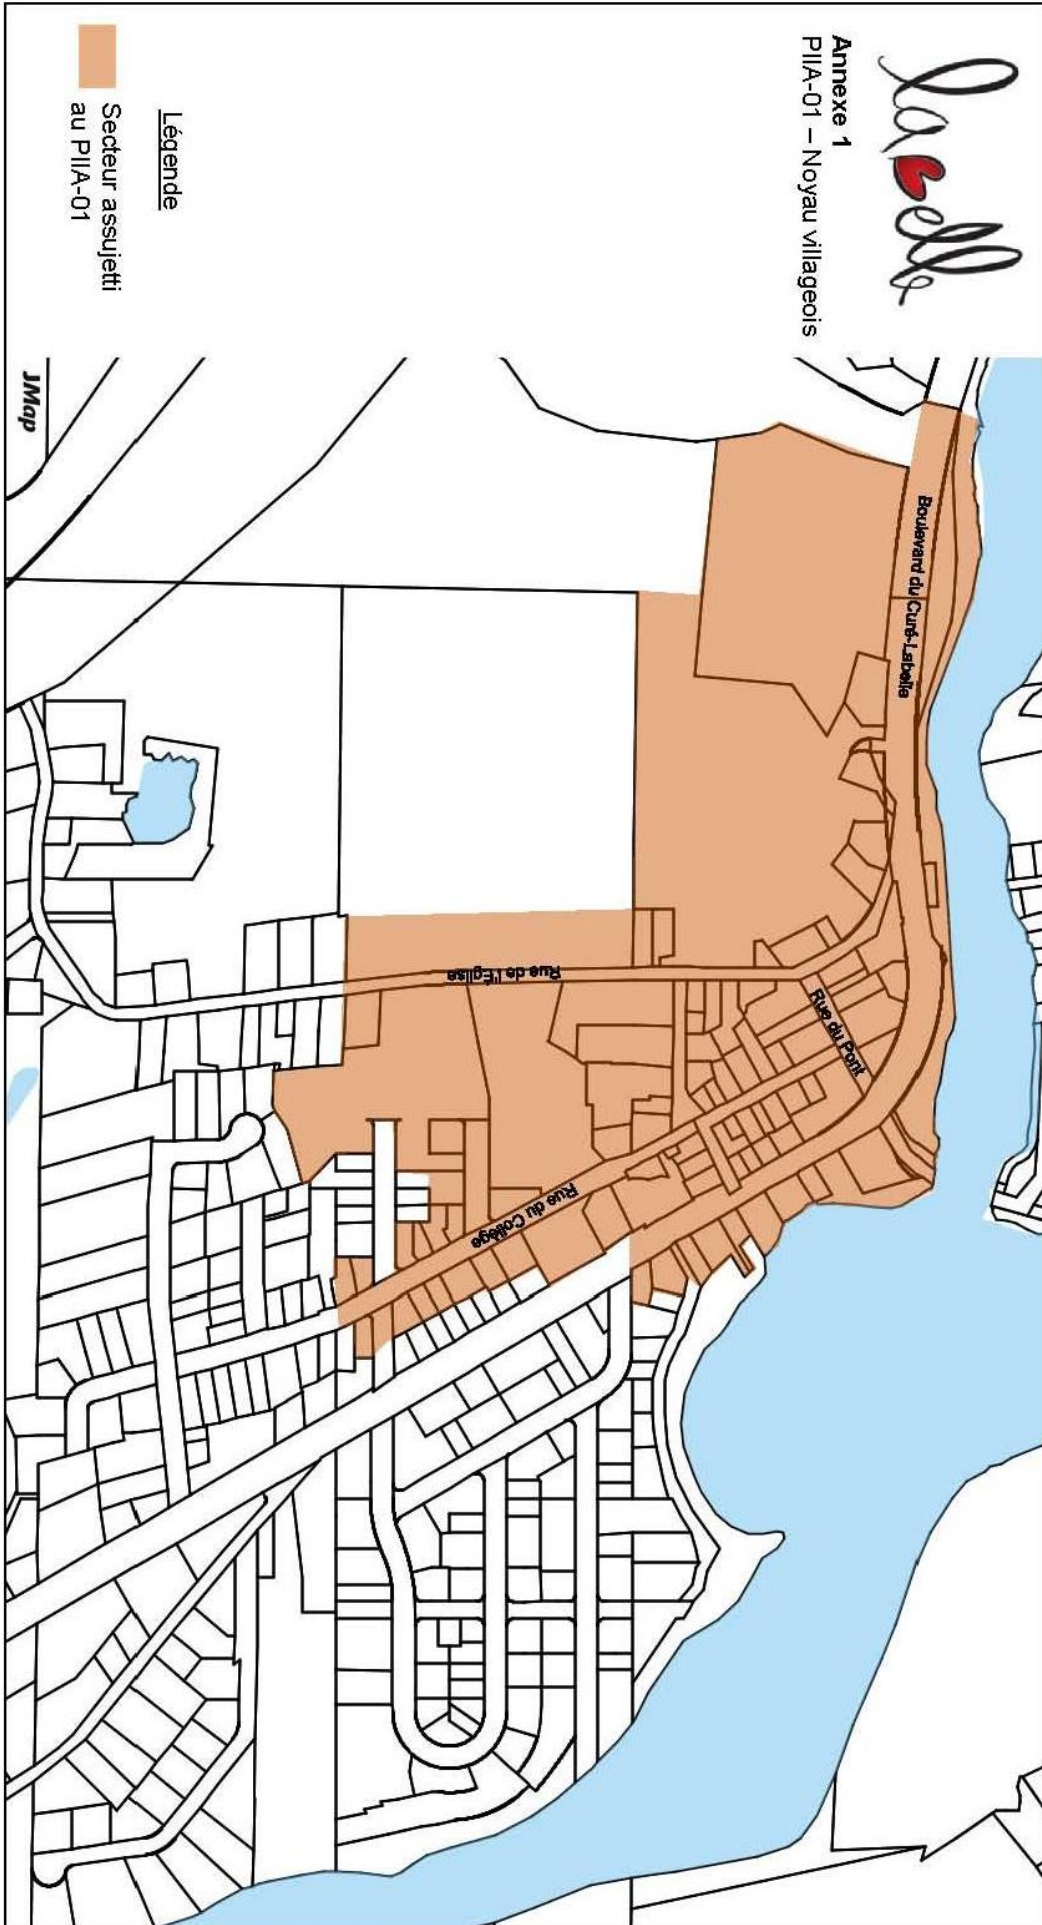 Labelle
Annexe 1
PIIA-01 – Noyau villageois
Légende
Secteur assujetti
au PIIA-01
JMap
Boulevard du Curé-Labelle
Rue de l'Église
Rue du Pont
Rue du Collège